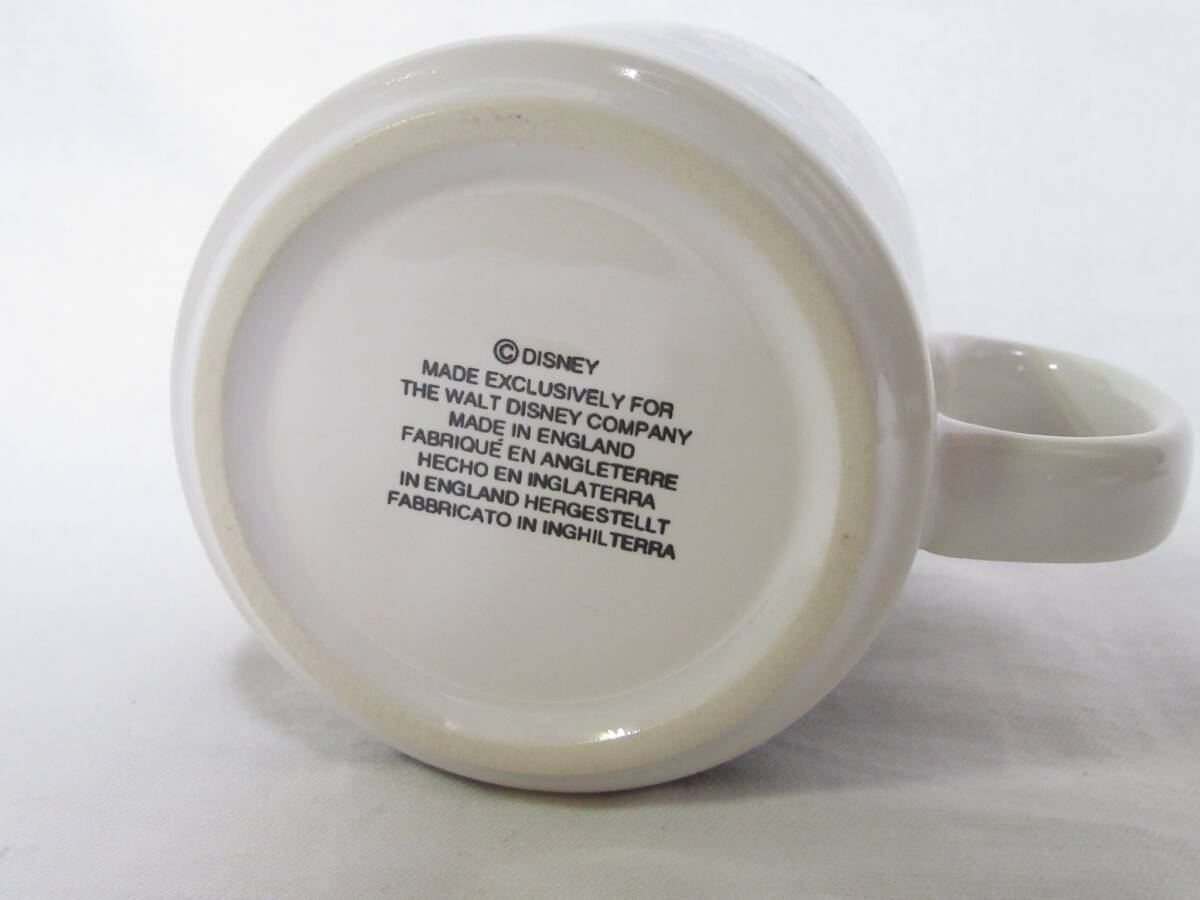 © DISNEY
MADE EXCLUSIVELY FOR
THE WALT DISNEY COMPANY
MADE IN ENGLAND
FABRIQUÉ EN ANGLETERRE
HECHO EN INGLATERRA
IN ENGLAND HERGESTELLT
FABBRICATO IN INGHILTERRA